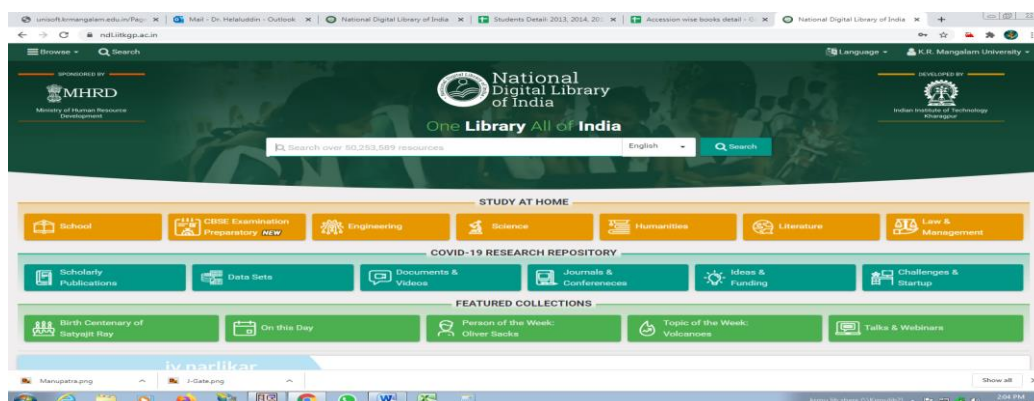 unisoft.krmangalam.edu.in/Pag
Mail - Dr. Helaluddin - Outlook
National Digital Library of India
Students Detail: 2013, 2014, 20
Accession wise books detail - G
National Digital Library of India
ndl.iitkgp.ac.in
Browse
Search
Language
K.R. Mangalam University
SPONSORED BY
MHRD
Ministry of Human Resource
Development
National
Digital Library
of India
One Library All of India
DEVELOPED BY
Indian Institute of Technology
Kharagpur
Search over 60,253,589 resources
English
Search
STUDY AT HOME
School
CBSE Examination
Preparatory NEW
Engineering
Science
Humanities
Literature
Law &
Management
COVID-19 RESEARCH REPOSITORY
Scholarly
Publications
Data Sets
Documents &
Videos
Journals &
Confereneces
Ideas &
Funding
Challenges &
Startup
FEATURED COLLECTIONS
Birth Centenary of
Satyajit Ray
On this Day
Person of the Week:
Oliver Sacks
Topic of the Week:
Volcanoes
Talks & Webinars
jv narlikar
Manupatra.png
J-Gate.png
Show all
2:04 PM